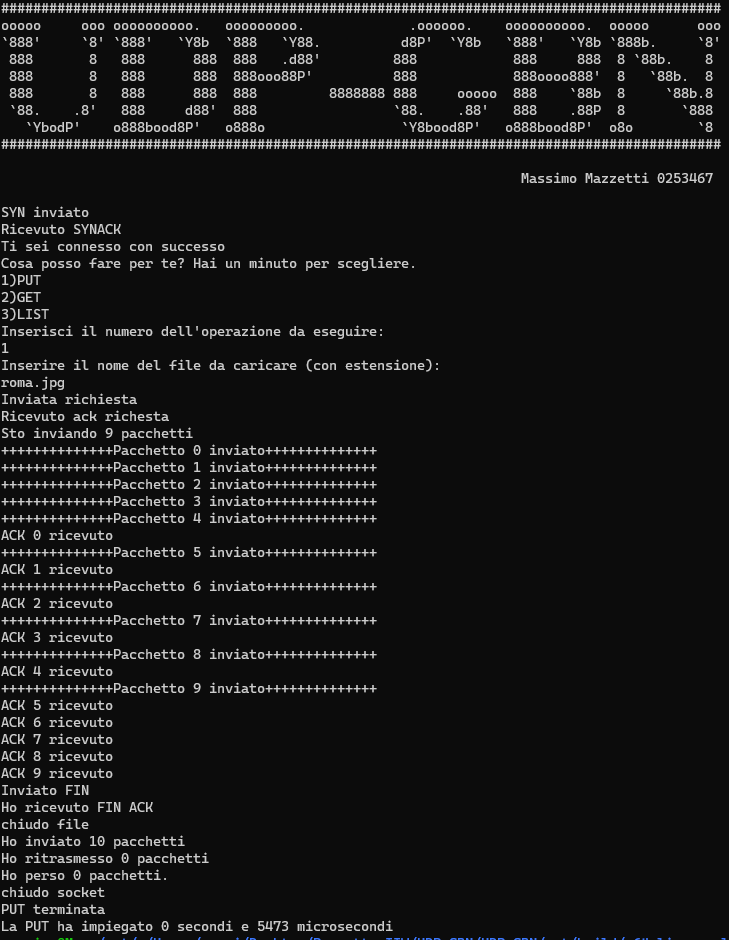 ##########################################################################################
ooooo     ooo oooooooooo.   ooooooooo.              .oooooo.    oooooooooo.  ooooo      ooo
`888'     `8' `888'   `Y8b  `888   `Y88.          d8P'  `Y8b   `888'   `Y8b `888b.     `8'
 888       8   888      888  888   .d88'         888            888     888  8 `88b.    8
 888       8   888      888  888ooo88P'          888            888oooo888'  8   `88b.  8
 888       8   888      888  888         8888888 888     ooooo  888    `88b  8     `88b.8
 `88.    .8'   888     d88'  888                 `88.    .88'   888    .88P  8       `888
   `YbodP'    o888bood8P'   o888o                 `Y8bood8P'   o888bood8P'  o8o        `8
##########################################################################################
Massimo Mazzetti 0253467
SYN inviato
Ricevuto SYNACK
Ti sei connesso con successo
Cosa posso fare per te? Hai un minuto per scegliere.
1)PUT
2)GET
3)LIST
Inserisci il numero dell'operazione da eseguire:
1
Inserire il nome del file da caricare (con estensione):
roma.jpg
Inviata richiesta
Ricevuto ack richesta
Sto inviando 9 pacchetti
++++++++++++++Pacchetto 0 inviato++++++++++++++
++++++++++++++Pacchetto 1 inviato++++++++++++++
++++++++++++++Pacchetto 2 inviato++++++++++++++
++++++++++++++Pacchetto 3 inviato++++++++++++++
++++++++++++++Pacchetto 4 inviato++++++++++++++
ACK 0 ricevuto
++++++++++++++Pacchetto 5 inviato++++++++++++++
ACK 1 ricevuto
++++++++++++++Pacchetto 6 inviato++++++++++++++
ACK 2 ricevuto
++++++++++++++Pacchetto 7 inviato++++++++++++++
ACK 3 ricevuto
++++++++++++++Pacchetto 8 inviato++++++++++++++
ACK 4 ricevuto
++++++++++++++Pacchetto 9 inviato++++++++++++++
ACK 5 ricevuto
ACK 6 ricevuto
ACK 7 ricevuto
ACK 8 ricevuto
ACK 9 ricevuto
Inviato FIN
Ho ricevuto FIN ACK
chiudo file
Ho inviato 10 pacchetti
Ho ritrasmesso 0 pacchetti
Ho perso 0 pacchetti.
chiudo socket
PUT terminata
La PUT ha impiegato 0 secondi e 5473 microsecondi